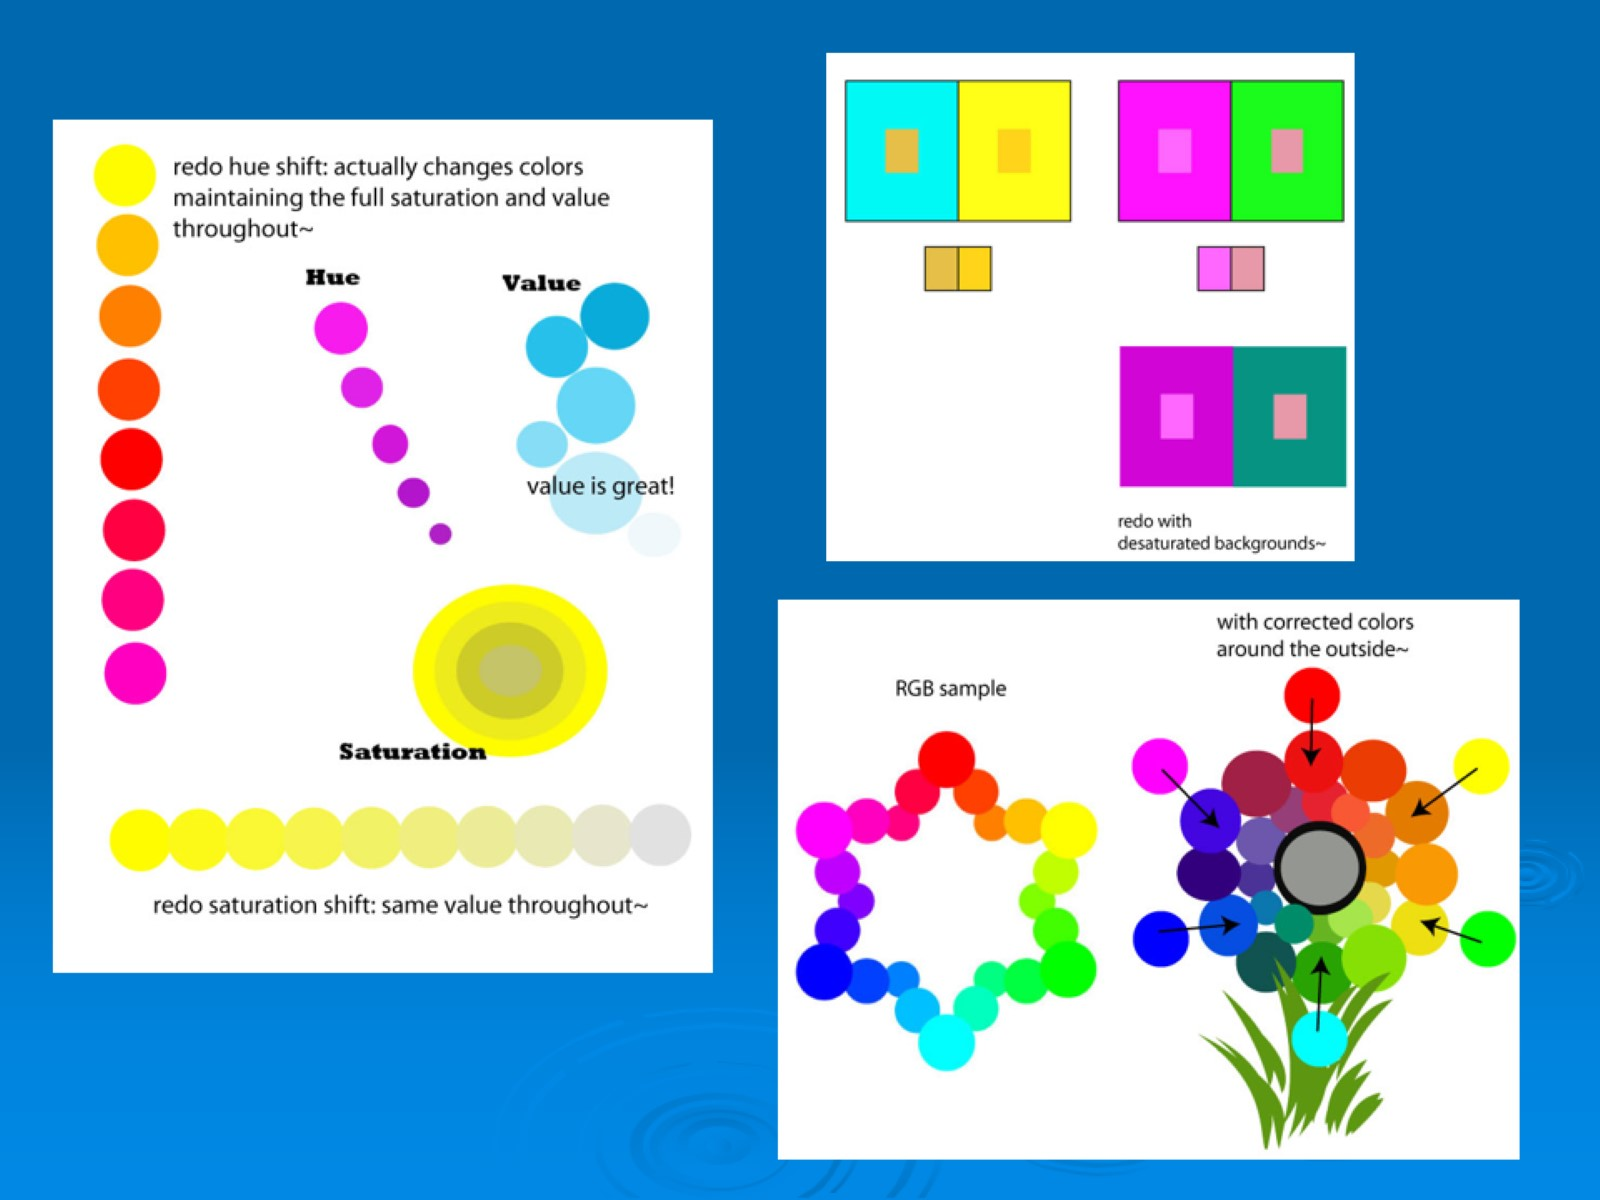 redo hue shift: actually changes colors
maintaining the full saturation and value
throughout~
Hue
Value
value is great!
Saturation
redo saturation shift: same value throughout~
redo with
desaturated backgrounds~
with corrected colors
around the outside~
RGB sample